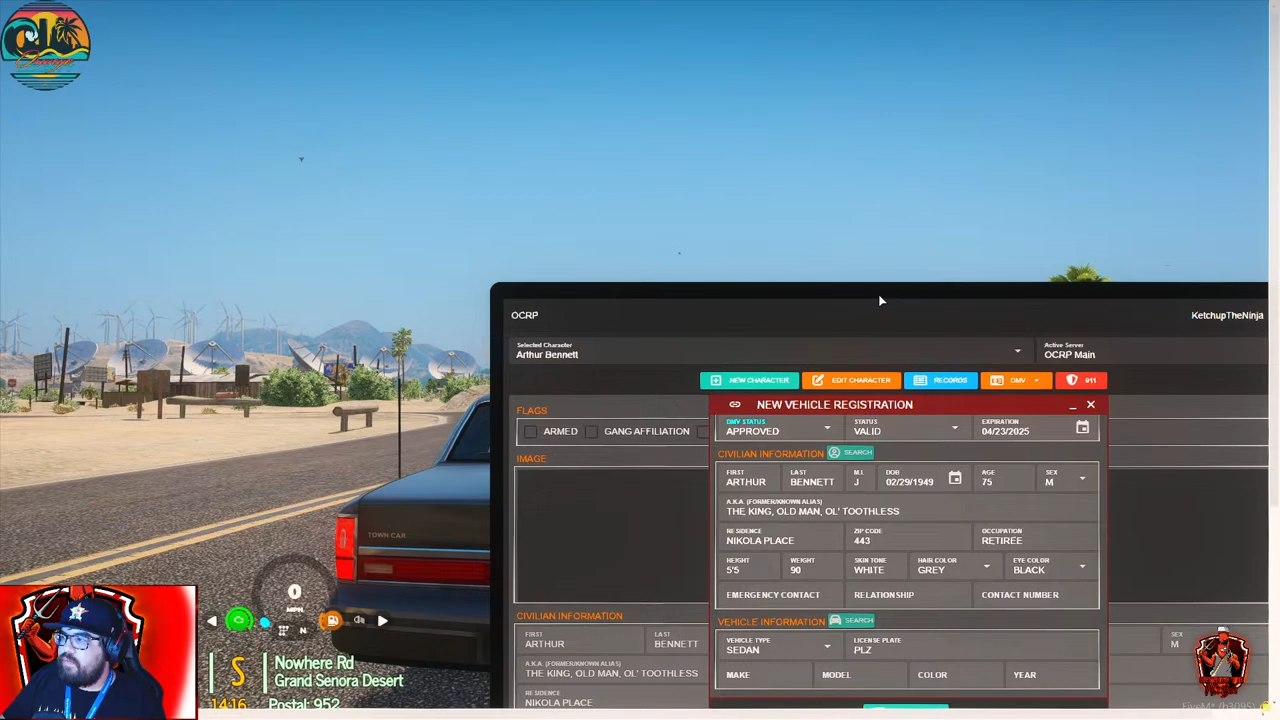 OCRP
KetchupTheNinja
Selected Character
Arthur Bennett
Active Server
OCRP Main
NEW CHARACTER
EDIT CHARACTER
RECORDS
DMV
911
FLAGS
ARMED
GANG AFFILIATION
IMAGE
NEW VEHICLE REGISTRATION
DMV STATUS
APPROVED
STATUS
VALID
EXPIRATION
04/23/2025
CIVILIAN INFORMATION
SEARCH
FIRST
ARTHUR
LAST
BENNETT
M.I.
J
DOB
02/29/1949
AGE
75
SEX
M
A.K.A. (FORMER/KNOWN ALIAS)
THE KING, OLD MAN, OL' TOOTHLESS
RESIDENCE
NIKOLA PLACE
ZIP CODE
443
OCCUPATION
RETIREE
HEIGHT
5'5
WEIGHT
90
SKIN TONE
WHITE
HAIR COLOR
GREY
EYE COLOR
BLACK
EMERGENCY CONTACT
RELATIONSHIP
CONTACT NUMBER
VEHICLE INFORMATION
SEARCH
VEHICLE TYPE
SEDAN
LICENSE PLATE
PLZ
MAKE
MODEL
COLOR
YEAR
CIVILIAN INFORMATION
FIRST
ARTHUR
LAST
BENNETT
SEX
M
A.K.A. (FORMER/KNOWN ALIAS)
THE KING, OLD MAN, OL' TOOTHLESS
RESIDENCE
NIKOLA PLACE
TOWN CAR
0
MPH
N
S
Nowhere Rd
Grand Senora Desert
14:16
Postal: 952